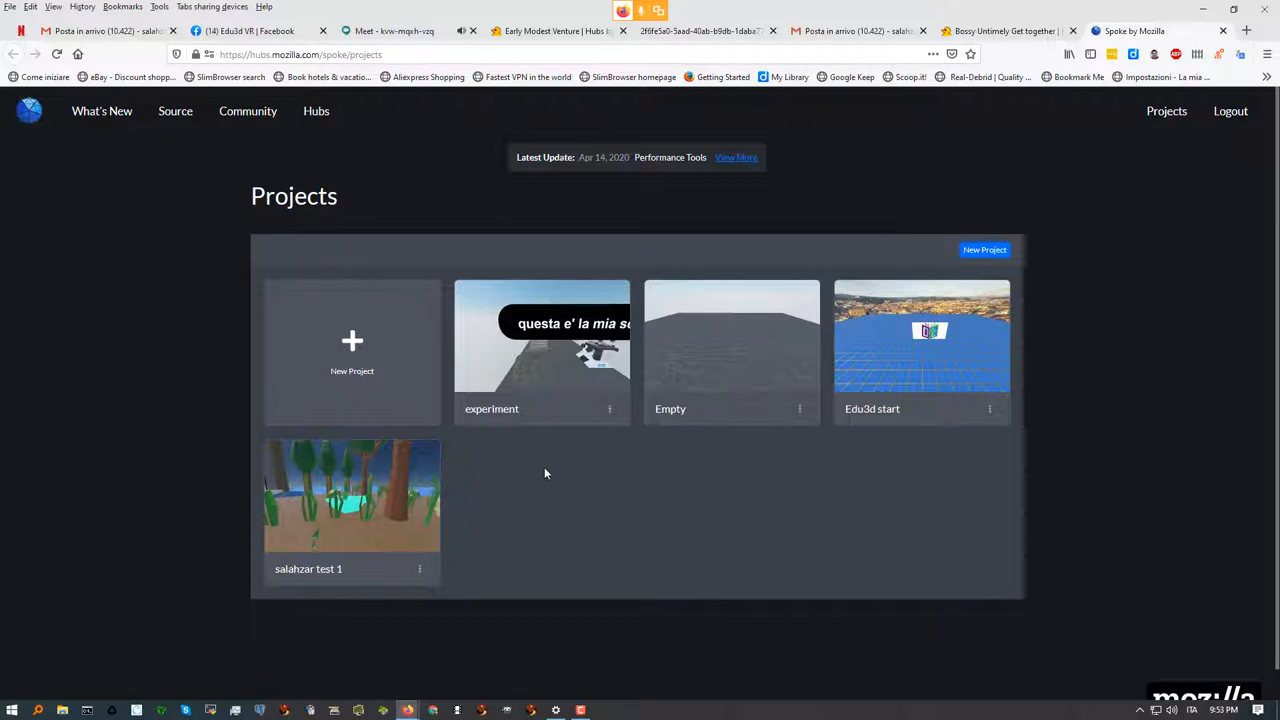 File Edit View History Bookmarks Tools Tabs sharing devices Help
Posta in arrivo (10.422) - salah
(14) Edu3d VR | Facebook
Meet - kvw-mqxh-vzq
Early Modest Venture | Hubs by
2f6fe5a0-5aad-40ab-b9db-1daba7
Posta in arrivo (10.422) - salah
Bossy Untimely Get together |
Spoke by Mozilla
https://hubs.mozilla.com/spoke/projects
Come iniziare
eBay - Discount shopp...
SlimBrowser search
Book hotels & vacatio...
Aliexpress Shopping
Fastest VPN in the world
SlimBrowser homepage
Getting Started
My Library
Google Keep
Scoop.it!
Real-Debrid | Quality ...
Bookmark Me
Impostazioni - La mia ...
What's New
Source
Community
Hubs
Projects
Logout
Latest Update: Apr 14, 2020 Performance Tools View More
Projects
New Project
questa e' la mia s
New Project
experiment
Empty
Edu3d start
salahzar test 1
moz://a
ITA 9:53 PM